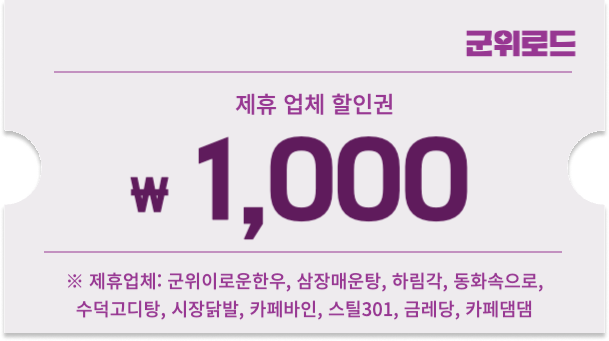 군위로드
제휴 업체 할인권
₩ 1,000
※ 제휴업체: 군위이로운한우, 삼장매운탕, 하림각, 동화속으로,
수덕고디탕, 시장닭발, 카페바인, 스틸301, 금레당, 카페댐댐